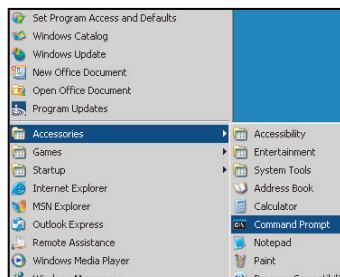 Set Program Access and Defaults
Windows Catalog
Windows Update
New Office Document
Open Office Document
Program Updates
Accessories
Games
Startup
Internet Explorer
MSN Explorer
Outlook Express
Remote Assistance
Windows Media Player
Accessibility
Entertainment
System Tools
Address Book
Calculator
Command Prompt
Notepad
Paint